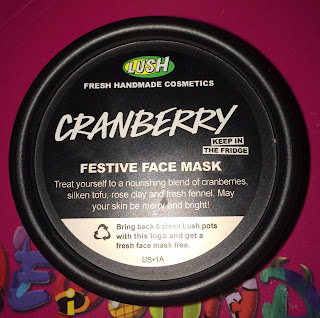 LUSH
FRESH HANDMADE COSMETICS
CRANBERRY
KEEP IN
THE FRIDGE
FESTIVE FACE MASK
Treat yourself to a nourishing blend of cranberries,
silken tofu, rose clay and fresh fennel. May
your skin be merry and bright!
Bring back 5 clean Lush pots
with this logo and get a
fresh face mask free.
US•1A